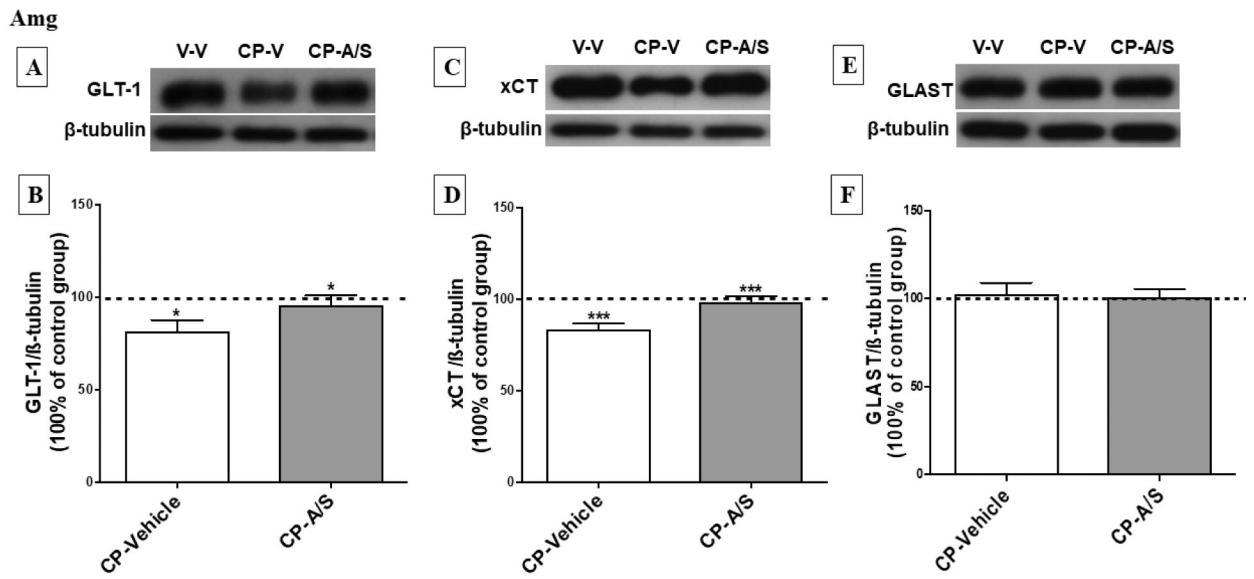 Amg
A
V-V CP-V CP-A/S
GLT-1
β-tubulin
C
V-V CP-V CP-A/S
xCT
β-tubulin
E
V-V CP-V CP-A/S
GLAST
β-tubulin
B
GLT-1/ß-tubulin
(100% of control group)
150
100
50
0
*
*
CP-Vehicle
CP-A/S
D
xCT/ß-tubulin
(100% of control group)
150
100
50
0
***
***
CP-Vehicle
CP-A/S
F
GLAST/ß-tubulin
(100% of control group)
150
100
50
0
CP-Vehicle
CP-A/S